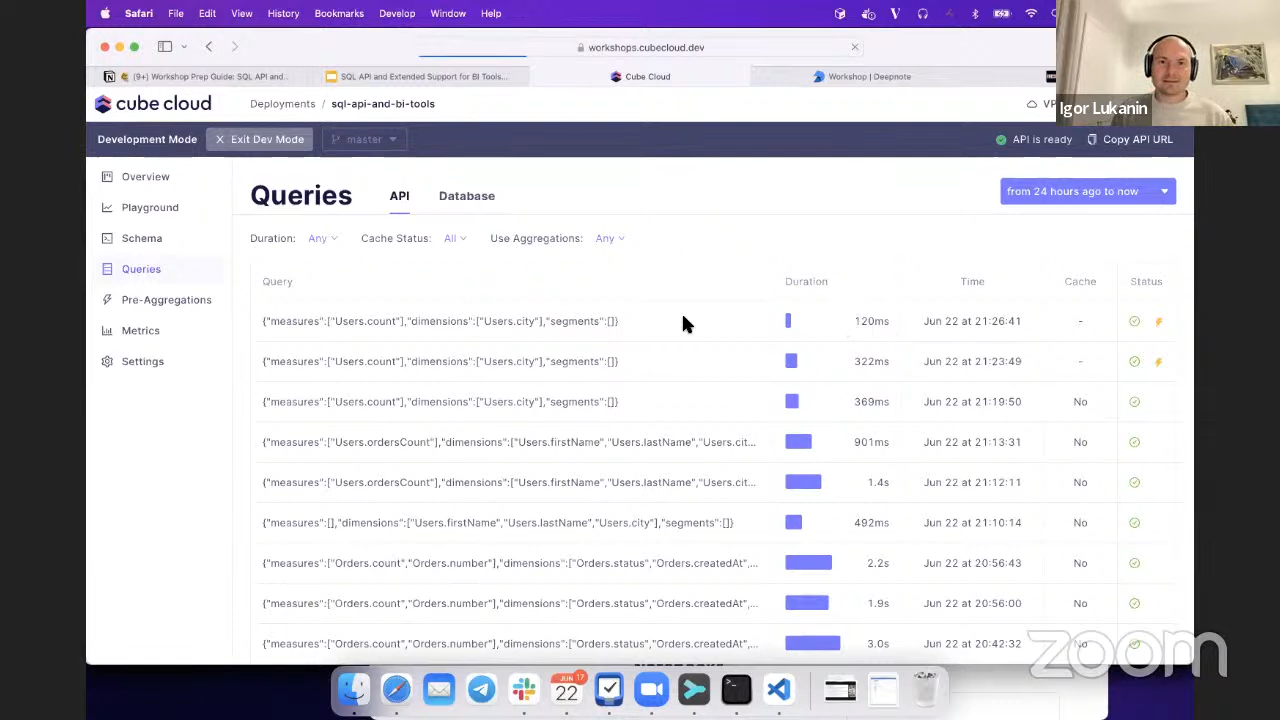 Safari File Edit View History Bookmarks Develop Window Help
workshops.cubecloud.dev
(9+) Workshop Prep Guide: SQL API and...
SQL API and Extended Support for BI Tools...
Cube Cloud
Workshop | Deepnote
cube cloud
Deployments / sql-api-and-bi-tools
Igor Lukanin
Development Mode
Exit Dev Mode
master
API is ready
Copy API URL
Overview
Playground
Schema
Queries
Pre-Aggregations
Metrics
Settings
Queries API Database
from 24 hours ago to now
Duration: Any Cache Status: All Use Aggregations: Any
Query Duration Time Cache Status
{"measures":["Users.count"],"dimensions":["Users.city"],"segments":[]} 120ms Jun 22 at 21:26:41 -
{"measures":["Users.count"],"dimensions":["Users.city"],"segments":[]} 322ms Jun 22 at 21:23:49 -
{"measures":["Users.count"],"dimensions":["Users.city"],"segments":[]} 369ms Jun 22 at 21:19:50 No
{"measures":["Users.ordersCount"],"dimensions":["Users.firstName","Users.lastName","Users.cit... 901ms Jun 22 at 21:13:31 No
{"measures":["Users.ordersCount"],"dimensions":["Users.firstName","Users.lastName","Users.cit... 1.4s Jun 22 at 21:12:11 No
{"measures":[],"dimensions":["Users.firstName","Users.lastName","Users.city"],"segments":[]} 492ms Jun 22 at 21:10:14 No
{"measures":["Orders.count","Orders.number"],"dimensions":["Orders.status","Orders.createdAt",... 2.2s Jun 22 at 20:56:43 No
{"measures":["Orders.count","Orders.number"],"dimensions":["Orders.status","Orders.createdAt",... 1.9s Jun 22 at 20:56:00 No
{"measures":["Orders.count","Orders.number"],"dimensions":["Orders.status","Orders.createdAt",... 3.0s Jun 22 at 20:42:32 No
zoom
JUN 17
22